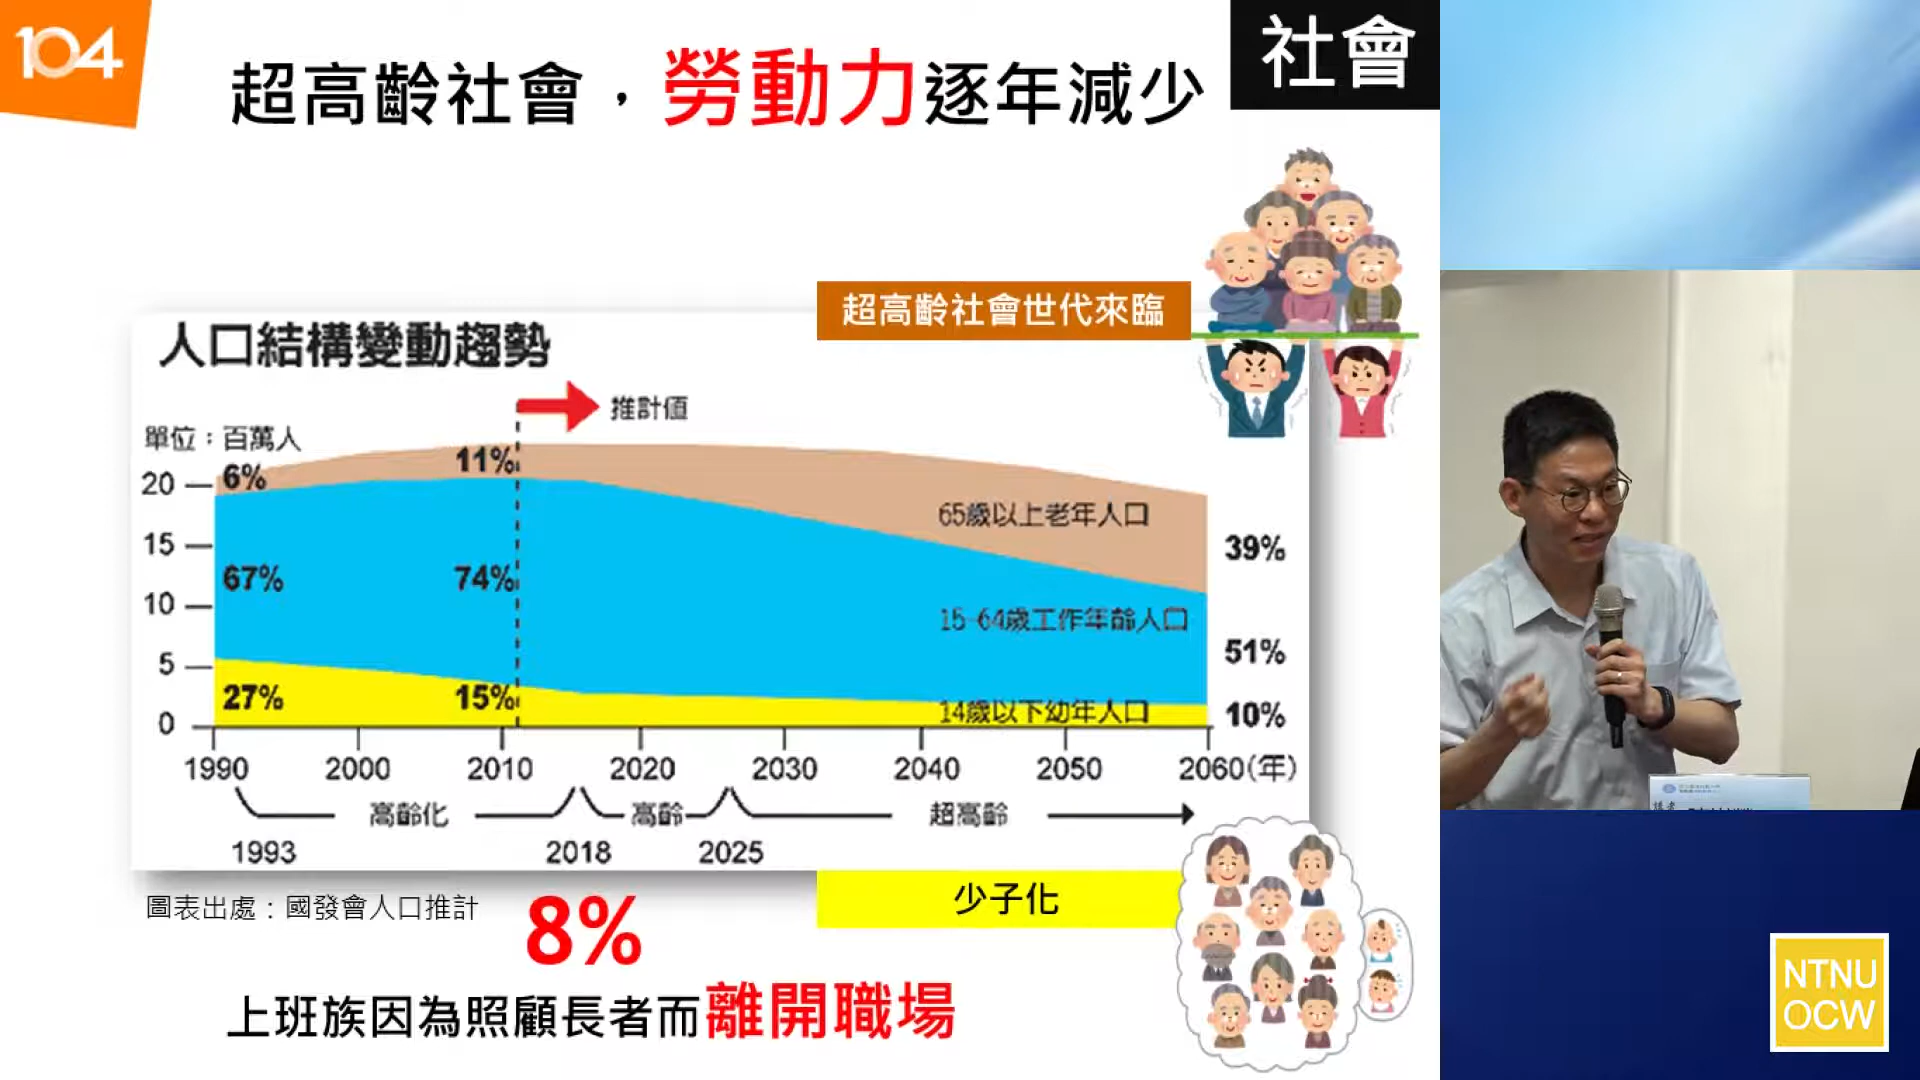 104
超高齡社會，勞動力逐年減少
社會
超高齡社會世代來臨
人口結構變動趨勢
推計值
單位：百萬人
20
15
10
5
0
6%
11%
67%
74%
27%
15%
65歲以上老年人口
15-64歲工作年齡人口
14歲以下幼年人口
39%
51%
10%
1990 2000 2010 2020 2030 2040 2050 2060(年)
高齡化 高齡 超高齡
1993 2018 2025
圖表出處：國發會人口推計
少子化
8%
上班族因為照顧長者而離開職場
NTNU
OCW